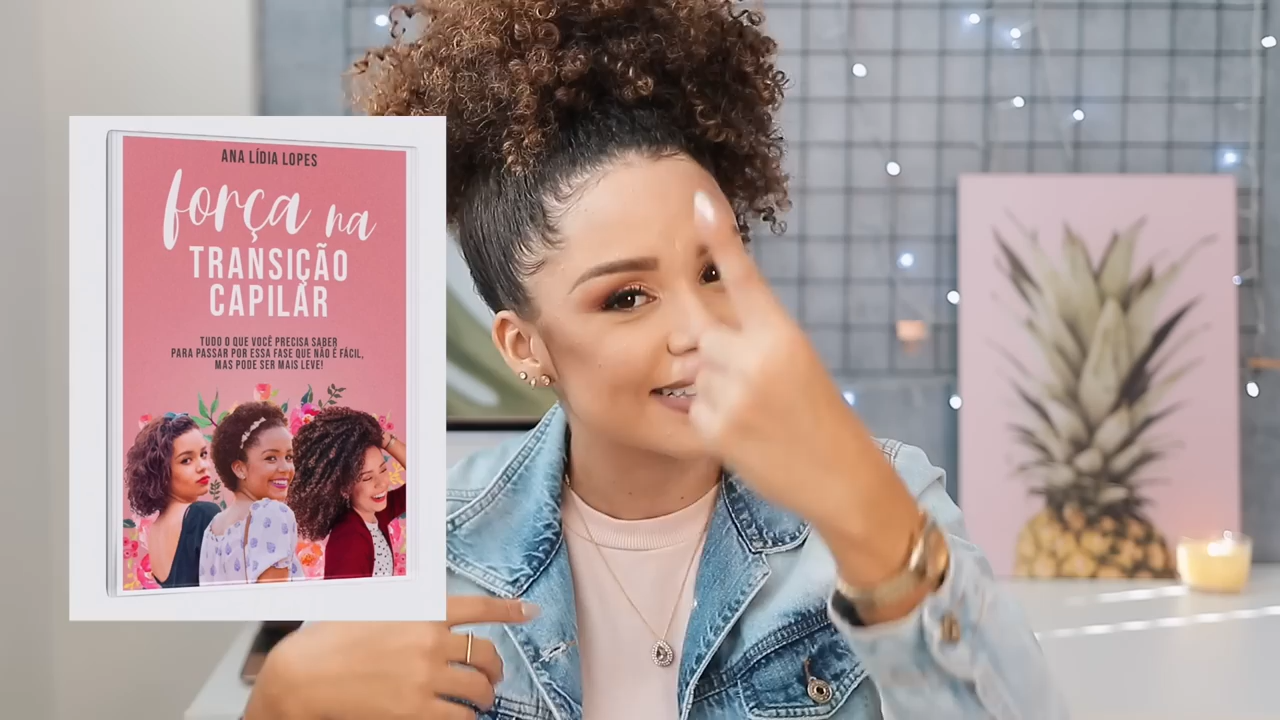 ANA LÍDIA LOPES
força na
TRANSIÇÃO
CAPILAR
TUDO O QUE VOCÊ PRECISA SABER
PARA PASSAR POR ESSA FASE QUE NÃO É FÁCIL,
MAS PODE SER MAIS LEVE!